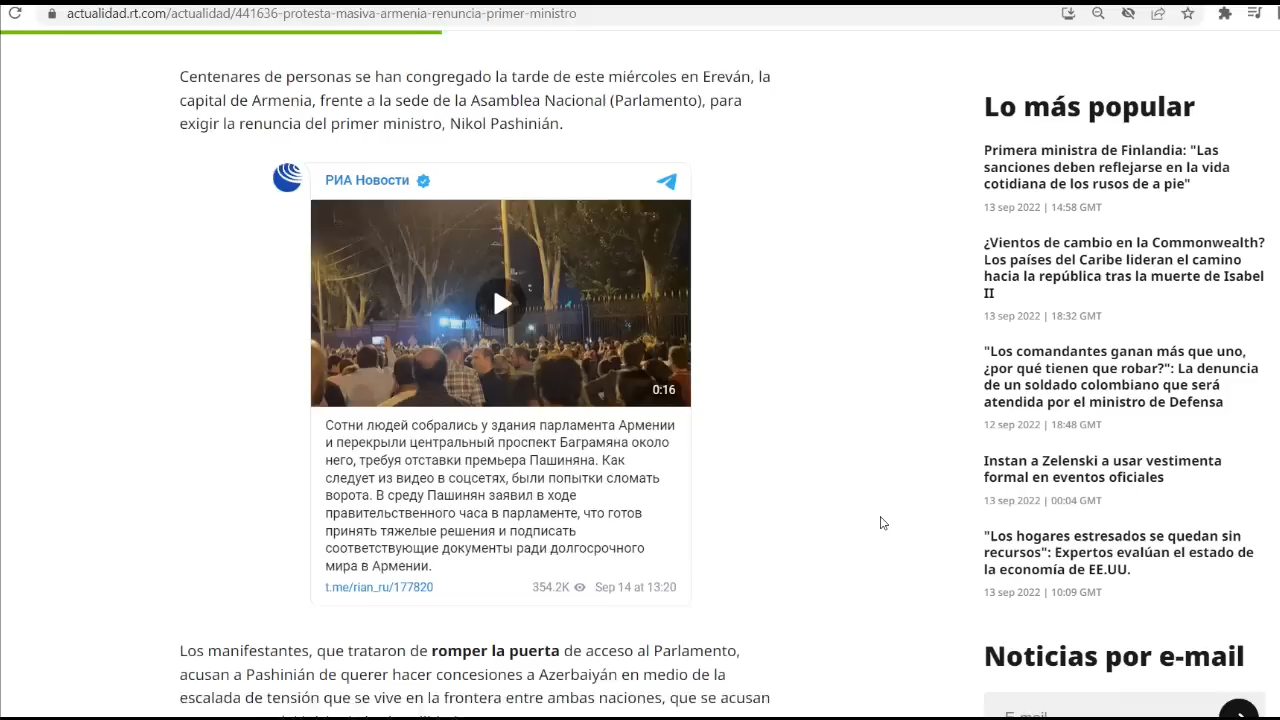 actualidad.rt.com/actualidad/441636-protesta-masiva-armenia-renuncia-primer-ministro
Centenares de personas se han congregado la tarde de este miércoles en Ereván, la
capital de Armenia, frente a la sede de la Asamblea Nacional (Parlamento), para
exigir la renuncia del primer ministro, Nikol Pashinián.
РИА Новости
0:16
Сотни людей собрались у здания парламента Армении
и перекрыли центральный проспект Баграмяна около
него, требуя отставки премьера Пашиняна. Как
следует из видео в соцсетях, были попытки сломать
ворота. В среду Пашинян заявил в ходе
правительственного часа в парламенте, что готов
принять тяжелые решения и подписать
соответствующие документы ради долгосрочного
мира в Армении.
t.me/rian_ru/177820 354.2K Sep 14 at 13:20
Los manifestantes, que trataron de romper la puerta de acceso al Parlamento,
acusan a Pashinián de querer hacer concesiones a Azerbaiyán en medio de la
escalada de tensión que se vive en la frontera entre ambas naciones, que se acusan
Lo más popular
Primera ministra de Finlandia: "Las
sanciones deben reflejarse en la vida
cotidiana de los rusos de a pie"
13 sep 2022 | 14:58 GMT
¿Vientos de cambio en la Commonwealth?
Los países del Caribe lideran el camino
hacia la república tras la muerte de Isabel
II
13 sep 2022 | 18:32 GMT
"Los comandantes ganan más que uno,
¿por qué tienen que robar?": La denuncia
de un soldado colombiano que será
atendida por el ministro de Defensa
12 sep 2022 | 18:48 GMT
Instan a Zelenski a usar vestimenta
formal en eventos oficiales
13 sep 2022 | 00:04 GMT
"Los hogares estresados se quedan sin
recursos": Expertos evalúan el estado de
la economía de EE.UU.
13 sep 2022 | 10:09 GMT
Noticias por e-mail
E-mail